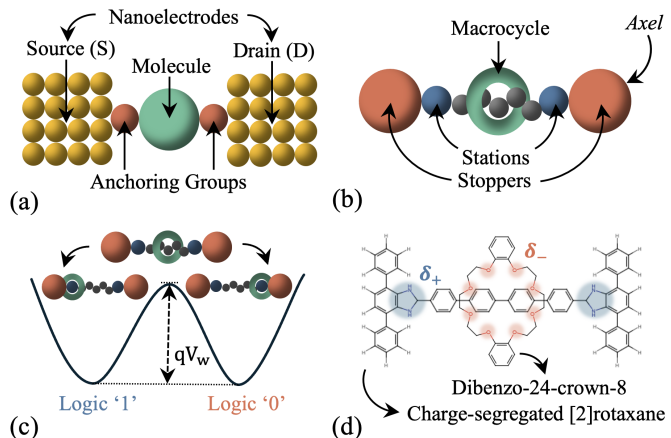 Nanoelectrodes
Source (S)
Drain (D)
Molecule
Anchoring Groups
(a)
Macrocycle
Axel
Stations
Stoppers
(b)
qVw
Logic ‘1’
Logic ‘0’
(c)
H H H H H H H H H H H H H H H H H H H H
δ+
δ−
N
H
N
H
H
N
H
N
O O O O O O O O
Dibenzo-24-crown-8
Charge-segregated [2]rotaxane
(d)